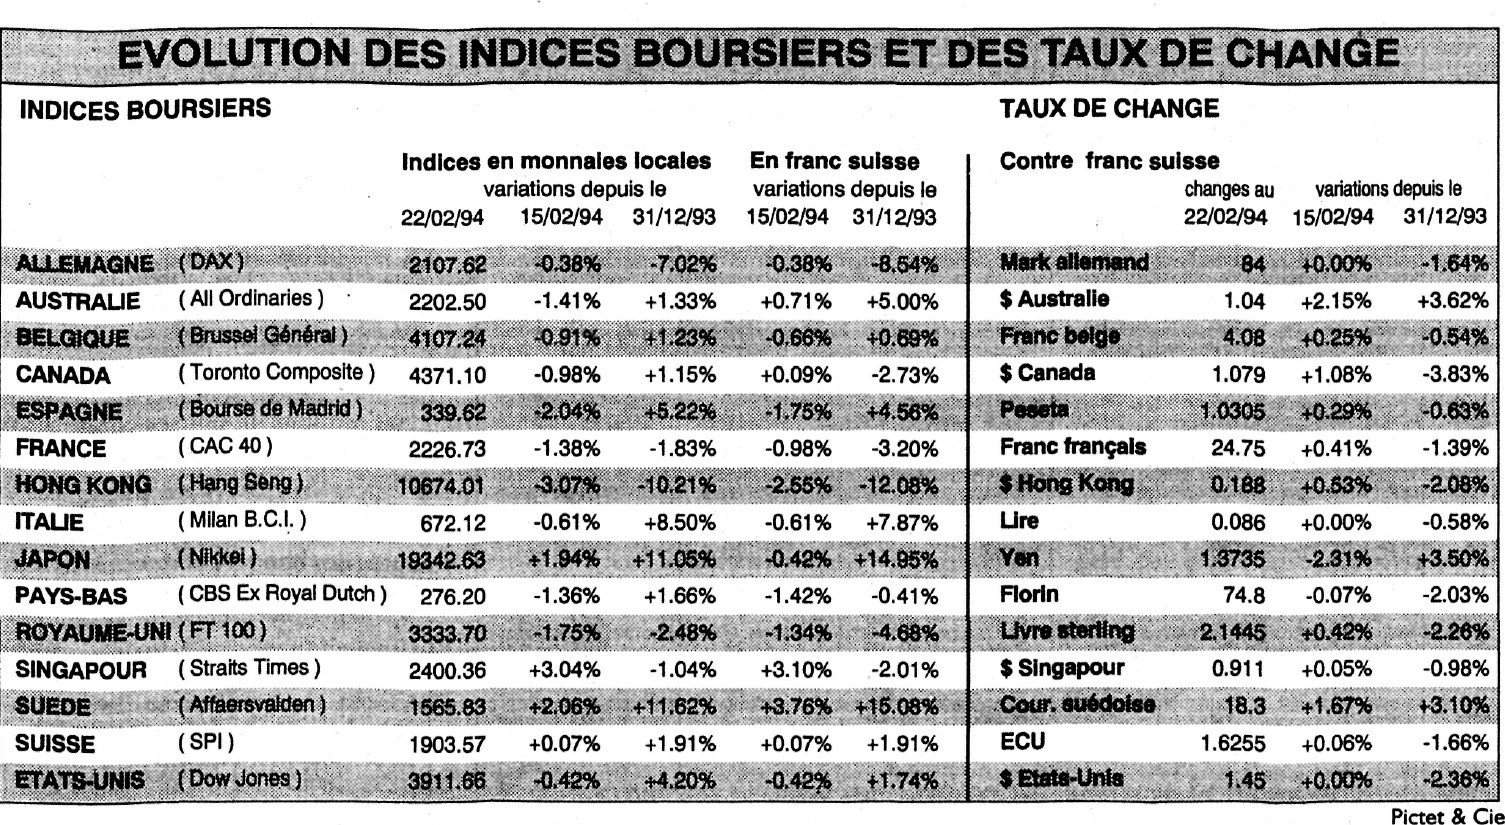 EVOLUTION DES INDICES BOURSIERS ET DES TAUX DE CHANGE
INDICES BOURSIERS TAUX DE CHANGE
Indices en monnaies locales En franc suisse Contre franc suisse
variations depuis le variations depuis le changes au variations depuis le
22/02/94 15/02/94 31/12/93 15/02/94 31/12/93 22/02/94 15/02/94 31/12/93
ALLEMAGNE ( DAX ) 2107.62 -0.38% -7.02% -0.38% -8.54% Mark allemand 84 +0.00% -1.64%
AUSTRALIE ( All Ordinaries ) 2202.50 -1.41% +1.33% +0.71% +5.00% $ Australie 1.04 +2.15% +3.62%
BELGIQUE ( Brussel Général ) 4107.24 -0.91% +1.23% -0.66% +0.69% Franc belge 4.08 +0.25% -0.54%
CANADA ( Toronto Composite ) 4371.10 -0.98% +1.15% +0.09% -2.73% $ Canada 1.079 +1.08% -3.83%
ESPAGNE ( Bourse de Madrid ) 339.62 -2.04% +5.22% -1.75% +4.56% Peseta 1.0305 +0.29% -0.63%
FRANCE ( CAC 40 ) 2226.73 -1.38% -1.83% -0.98% -3.20% Franc français 24.75 +0.41% -1.39%
HONG KONG ( Hang Seng ) 10674.01 -3.07% -10.21% -2.55% -12.08% $ Hong Kong 0.188 +0.53% -2.08%
ITALIE ( Milan B.C.I. ) 672.12 -0.61% +8.50% -0.61% +7.87% Lire 0.086 +0.00% -0.58%
JAPON ( Nikkei ) 19342.63 +1.94% +11.05% -0.42% +14.95% Yen 1.3735 -2.31% +3.50%
PAYS-BAS ( CBS Ex Royal Dutch ) 276.20 -1.36% +1.66% -1.42% -0.41% Florin 74.8 -0.07% -2.03%
ROYAUME-UNI ( FT 100 ) 3333.70 -1.75% -2.48% -1.34% -4.68% Livre sterling 2.1445 +0.42% -2.26%
SINGAPOUR ( Straits Times ) 2400.36 +3.04% -1.04% +3.10% -2.01% $ Singapour 0.911 +0.05% -0.98%
SUEDE ( Affaersvalden ) 1565.83 +2.06% +11.62% +3.76% +15.08% Cour. suédoise 18.3 +1.67% +3.10%
SUISSE ( SPI ) 1903.57 +0.07% +1.91% +0.07% +1.91% ECU 1.6255 +0.06% -1.66%
ETATS-UNIS ( Dow Jones ) 3911.66 -0.42% +4.20% -0.42% +1.74% $ Etats-Unis 1.45 +0.00% -2.36%
Pictet & Cie